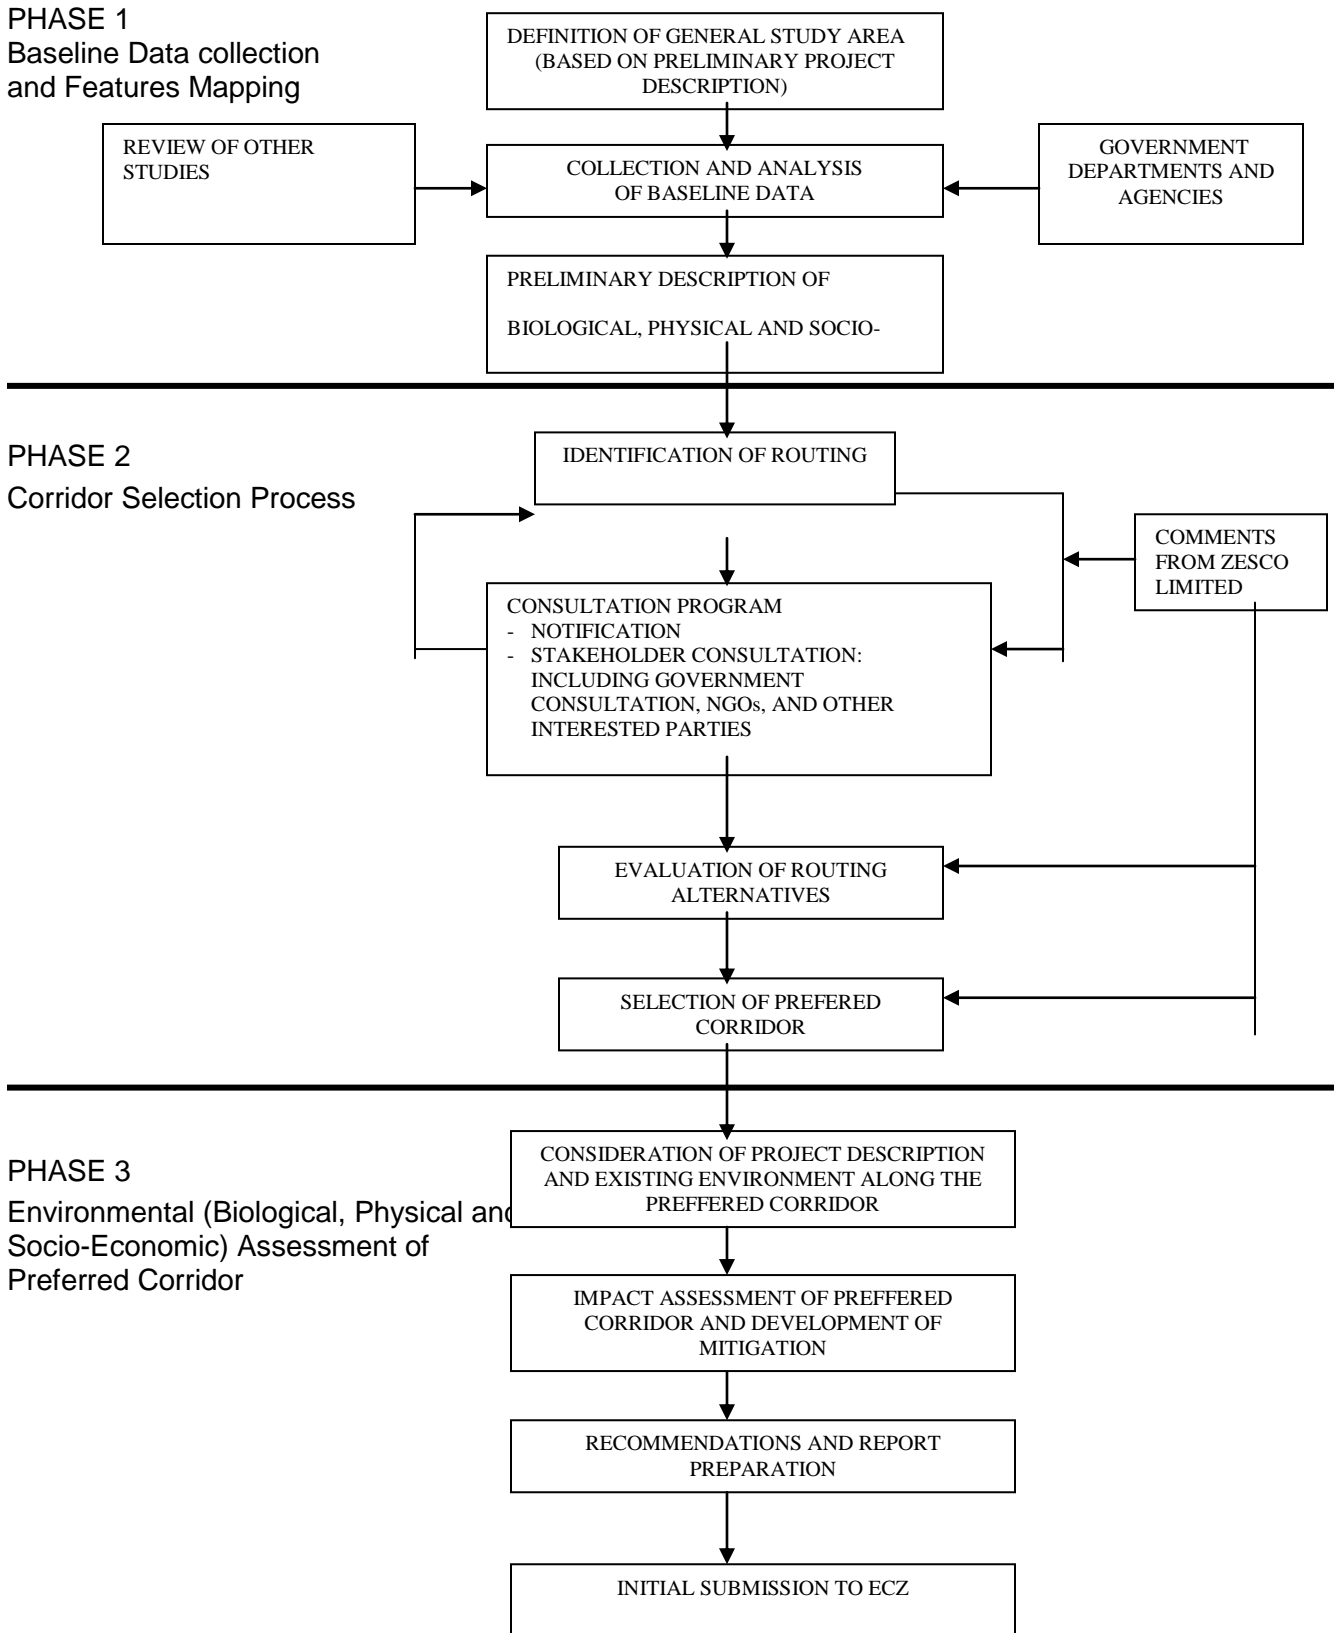 PHASE 1
Baseline Data collection
and Features Mapping
DEFINITION OF GENERAL STUDY AREA
(BASED ON PRELIMINARY PROJECT
DESCRIPTION)
REVIEW OF OTHER
STUDIES
COLLECTION AND ANALYSIS
OF BASELINE DATA
GOVERNMENT
DEPARTMENTS AND
AGENCIES
PRELIMINARY DESCRIPTION OF
BIOLOGICAL, PHYSICAL AND SOCIO-
PHASE 2
Corridor Selection Process
IDENTIFICATION OF ROUTING
COMMENTS
FROM ZESCO
LIMITED
CONSULTATION PROGRAM
- NOTIFICATION
- STAKEHOLDER CONSULTATION:
INCLUDING GOVERNMENT
CONSULTATION, NGOs, AND OTHER
INTERESTED PARTIES
EVALUATION OF ROUTING
ALTERNATIVES
SELECTION OF PREFERED
CORRIDOR
PHASE 3
Environmental (Biological, Physical and
Socio-Economic) Assessment of
Preferred Corridor
CONSIDERATION OF PROJECT DESCRIPTION
AND EXISTING ENVIRONMENT ALONG THE
PREFFERED CORRIDOR
IMPACT ASSESSMENT OF PREFFERED
CORRIDOR AND DEVELOPMENT OF
MITIGATION
RECOMMENDATIONS AND REPORT
PREPARATION
INITIAL SUBMISSION TO ECZ